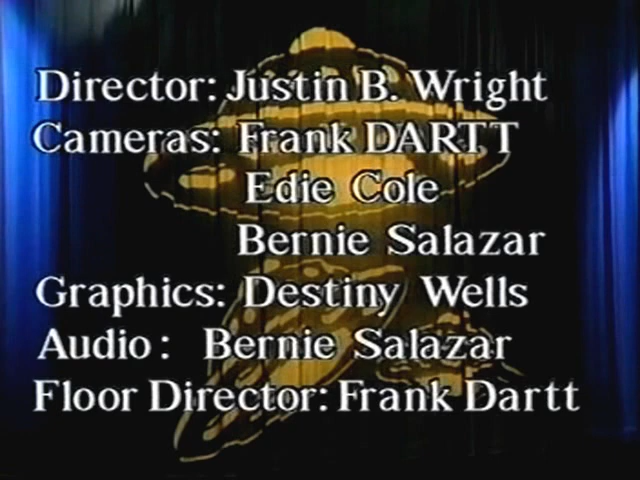 Director: Justin B. Wright
Cameras: Frank DARTT
Edie Cole
Bernie Salazar
Graphics: Destiny Wells
Audio: Bernie Salazar
Floor Director: Frank Dartt